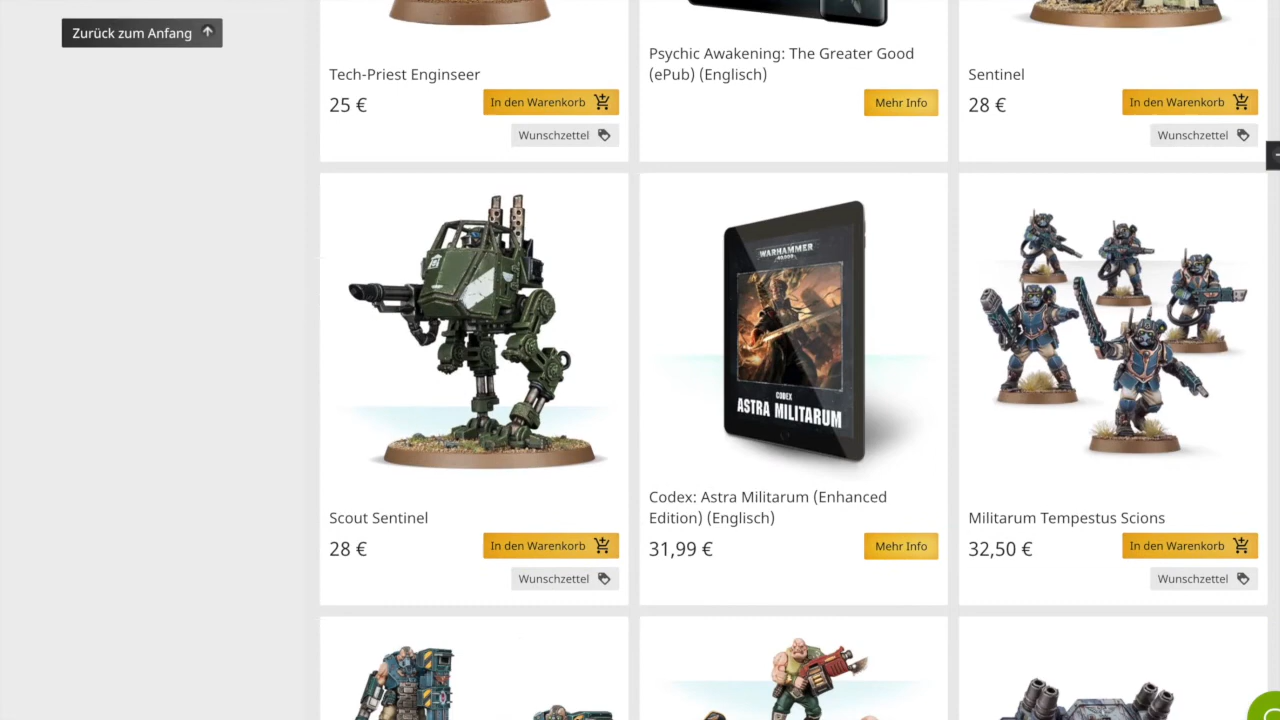 Zurück zum Anfang
Psychic Awakening: The Greater Good
(ePub) (Englisch)
Tech-Priest Enginseer
Sentinel
25 €
In den Warenkorb
Mehr Info
28 €
In den Warenkorb
Wunschzettel
Wunschzettel
WARHAMMER
40,000
CODEX
ASTRA MILITARUM
Codex: Astra Militarum (Enhanced
Edition) (Englisch)
Scout Sentinel
Militarum Tempestus Scions
28 €
In den Warenkorb
31,99 €
Mehr Info
32,50 €
In den Warenkorb
Wunschzettel
Wunschzettel